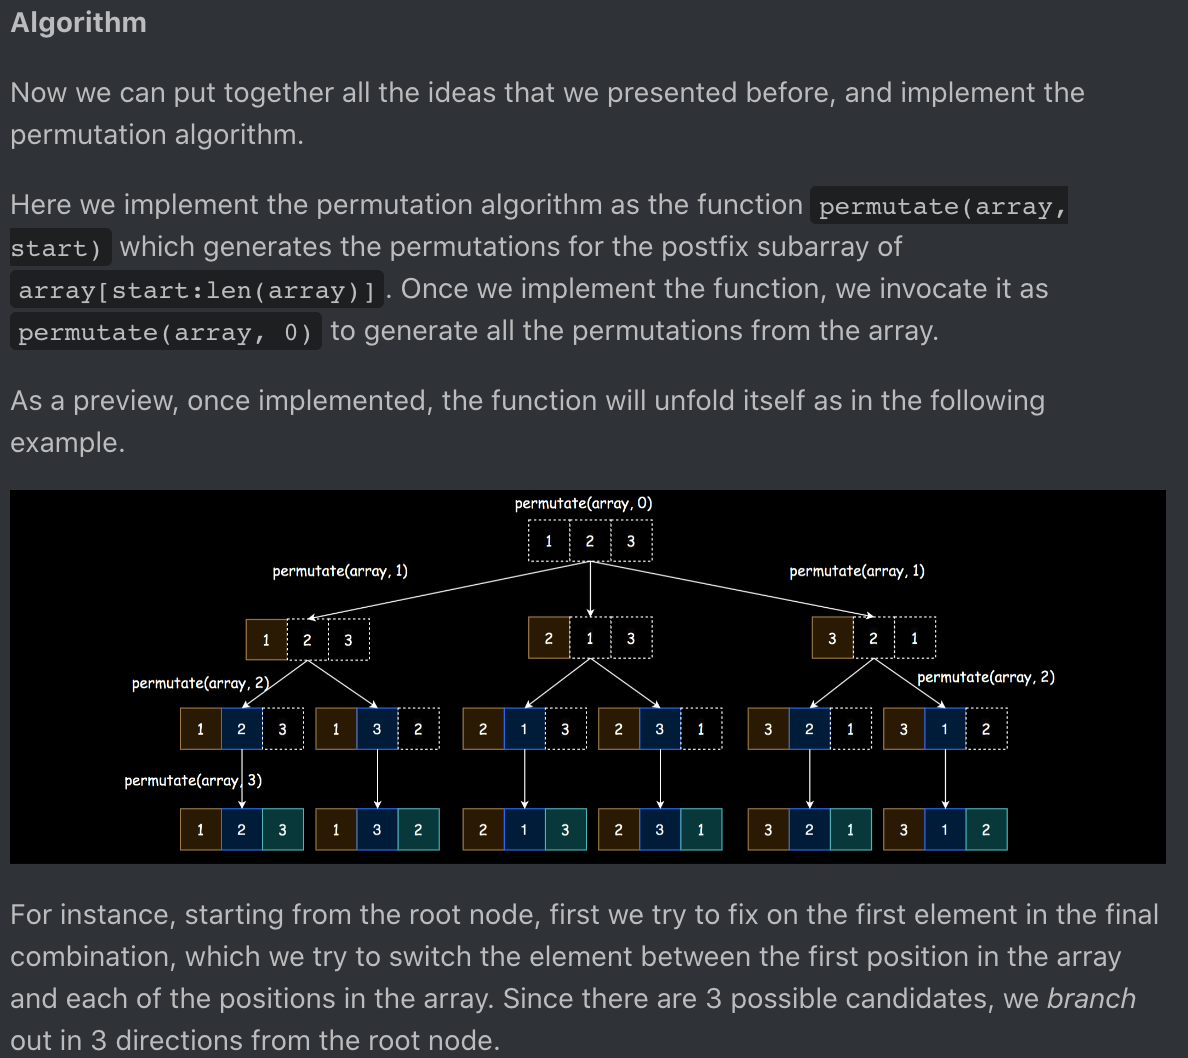 Algorithm
Now we can put together all the ideas that we presented before, and implement the
permutation algorithm.
Here we implement the permutation algorithm as the function permutate(array,
start) which generates the permutations for the postfix subarray of
array[start:len(array)]. Once we implement the function, we invocate it as
permutate(array, 0) to generate all the permutations from the array.
As a preview, once implemented, the function will unfold itself as in the following
example.
permutate(array, 0)
1 2 3
permutate(array, 1) permutate(array, 1)
1 2 3 2 1 3 3 2 1
permutate(array, 2) permutate(array, 2)
1 2 3 1 3 2 2 1 3 2 3 1 3 2 1 3 1 2
permutate(array, 3)
1 2 3 1 3 2 2 1 3 2 3 1 3 2 1 3 1 2
For instance, starting from the root node, first we try to fix on the first element in the final
combination, which we try to switch the element between the first position in the array
and each of the positions in the array. Since there are 3 possible candidates, we branch
out in 3 directions from the root node.